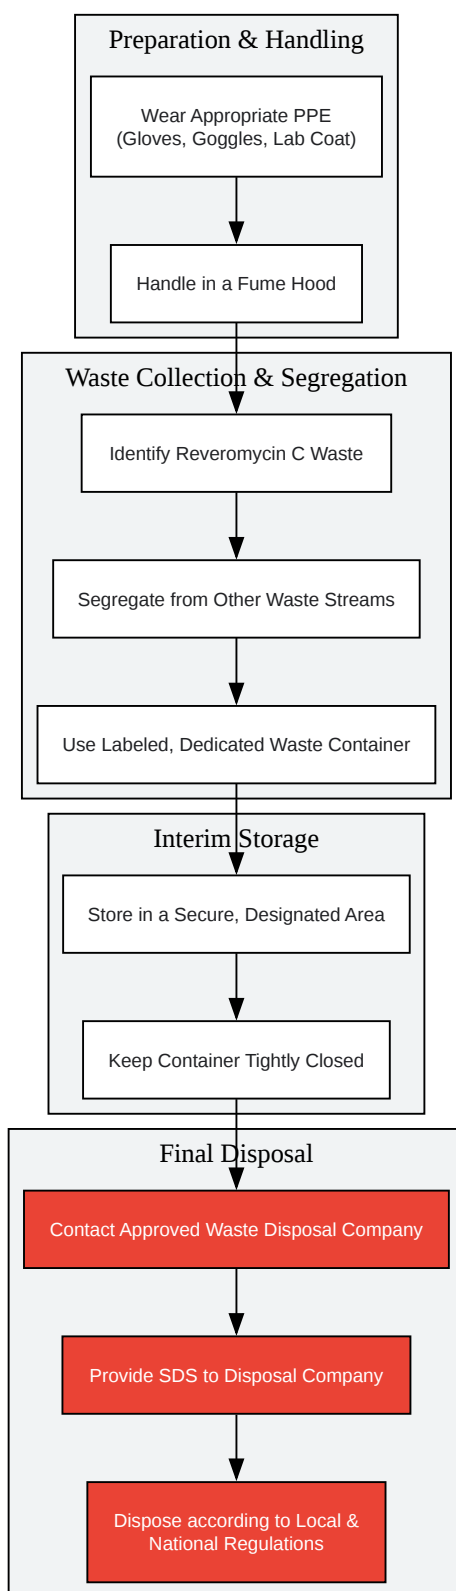 Preparation & Handling
Wear Appropriate PPE
(Gloves, Goggles, Lab Coat)
Handle in a Fume Hood
Waste Collection & Segregation
Identify Reveromycin C Waste
Segregate from Other Waste Streams
Use Labeled, Dedicated Waste Container
Interim Storage
Store in a Secure, Designated Area
Keep Container Tightly Closed
Final Disposal
Contact Approved Waste Disposal Company
Provide SDS to Disposal Company
Dispose according to Local &
National Regulations